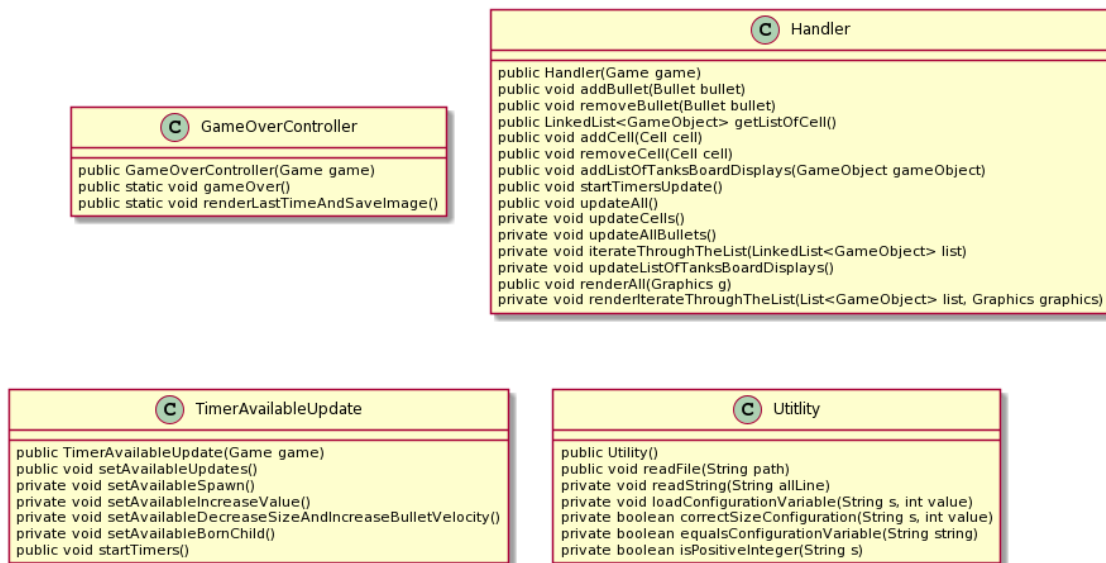 C GameOverController
public GameOverController(Game game)
public static void gameOver()
public static void renderLastTimeAndSaveImage()
C Handler
public Handler(Game game)
public void addBullet(Bullet bullet)
public void removeBullet(Bullet bullet)
public LinkedList<GameObject> getListOfCell()
public void addCell(Cell cell)
public void removeCell(Cell cell)
public void addListOfTanksBoardDisplays(GameObject gameObject)
public void startTimersUpdate()
public void updateAll()
private void updateCells()
private void updateAllBullets()
private void iterateThroughTheList(LinkedList<GameObject> list)
private void updateListOfTanksBoardDisplays()
public void renderAll(Graphics g)
private void renderIterateThroughTheList(List<GameObject> list, Graphics graphics)
C TimerAvailableUpdate
public TimerAvailableUpdate(Game game)
public void setAvailableUpdates()
private void setAvailableSpawn()
private void setAvailableIncreaseValue()
private void setAvailableDecreaseSizeAndIncreaseBulletVelocity()
private void setAvailableBornChild()
public void startTimers()
C Utitlity
public Utility()
public void readFile(String path)
private void readString(String allLine)
private void loadConfigurationVariable(String s, int value)
private boolean correctSizeConfiguration(String s, int value)
private boolean equalsConfigurationVariable(String string)
private boolean isPositiveInteger(String s)